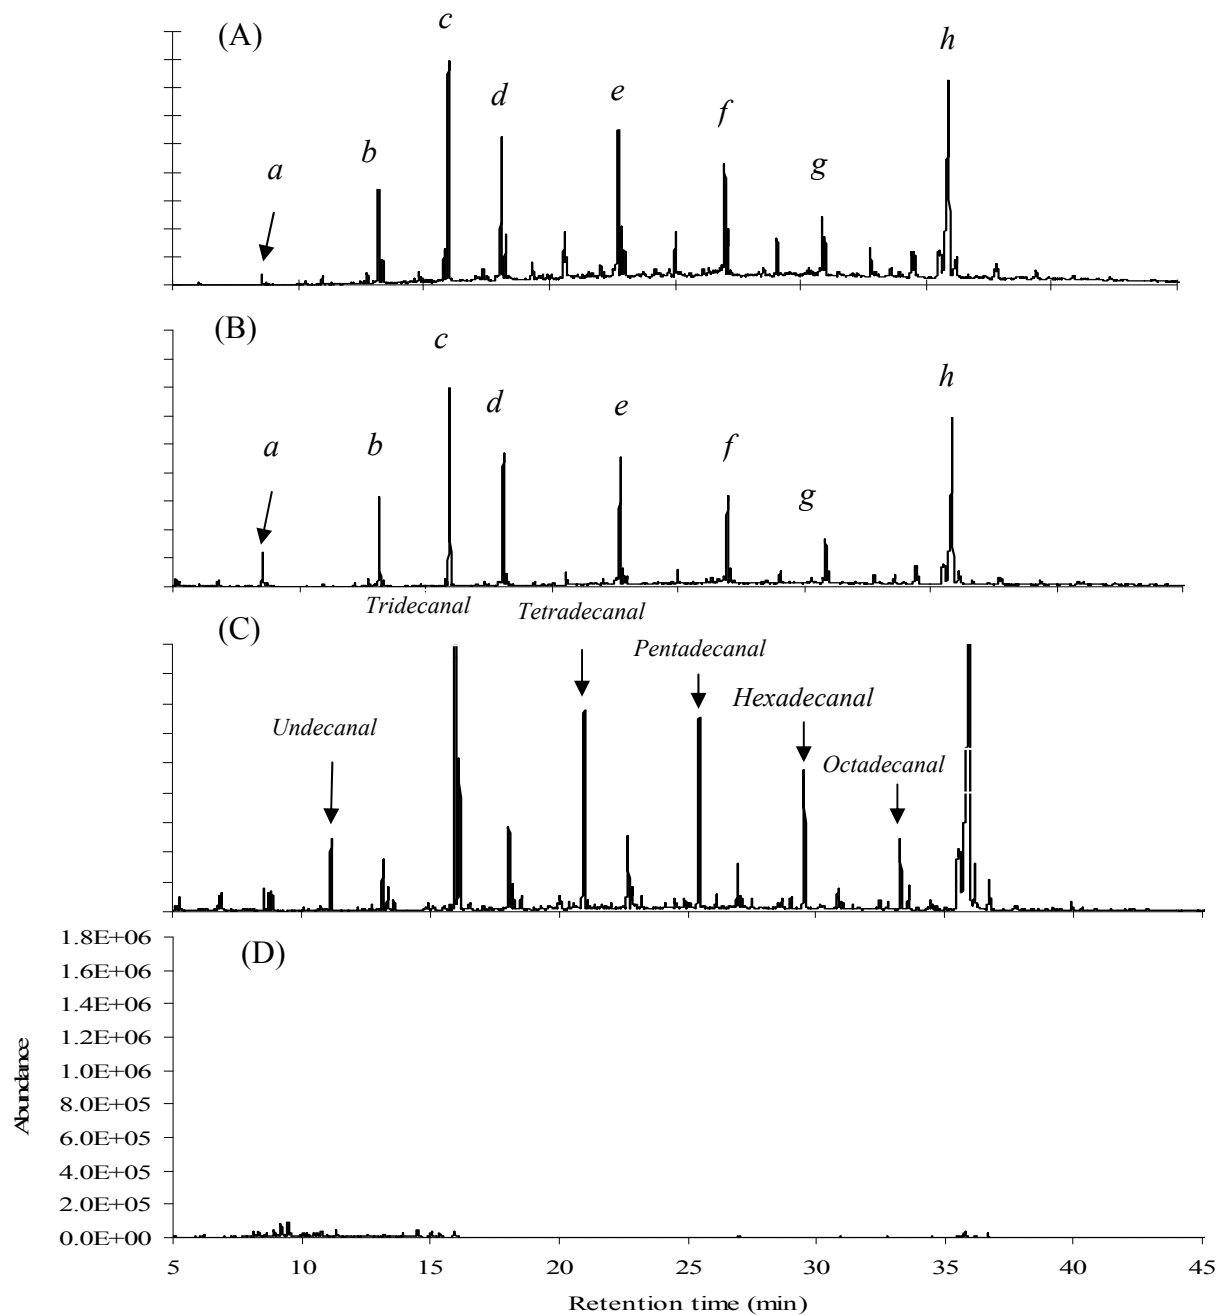 (A)
c
h
d
e
f
b
g
a
(B)
c
h
d
e
f
a
b
g
Tridecanal
Tetradecanal
(C)
Pentadecanal
Hexadecanal
Undecanal
Octadecanal
(D)
1.8E+06
1.6E+06
1.4E+06
1.2E+06
1.0E+06
8.0E+05
6.0E+05
4.0E+05
2.0E+05
0.0E+00
Abundance
5 10 15 20 25 30 35 40 45
Retention time (min)